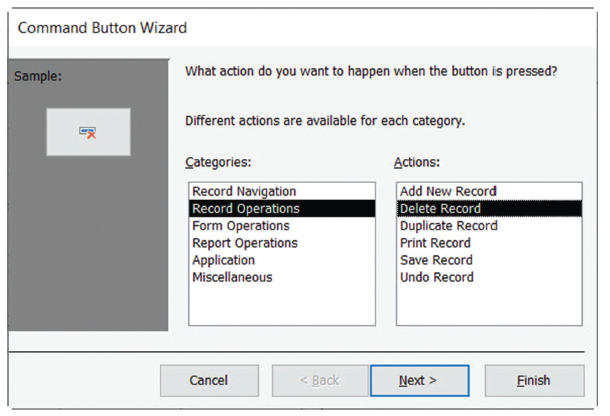 Command Button Wizard
Sample:
What action do you want to happen when the button is pressed?
Different actions are available for each category.
Categories:
Record Navigation
Record Operations
Form Operations
Report Operations
Application
Miscellaneous
Actions:
Add New Record
Delete Record
Duplicate Record
Print Record
Save Record
Undo Record
Cancel
< Back
Next >
Finish